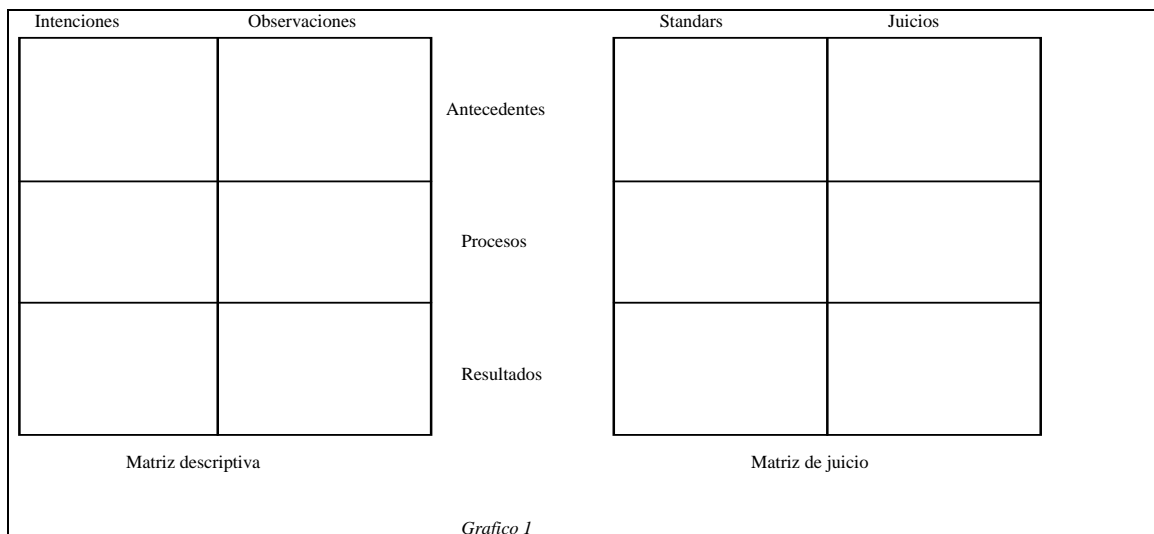 Intenciones Observaciones Standars Juicios
Antecedentes
Procesos
Resultados
Matriz descriptiva Matriz de juicio
Grafico 1